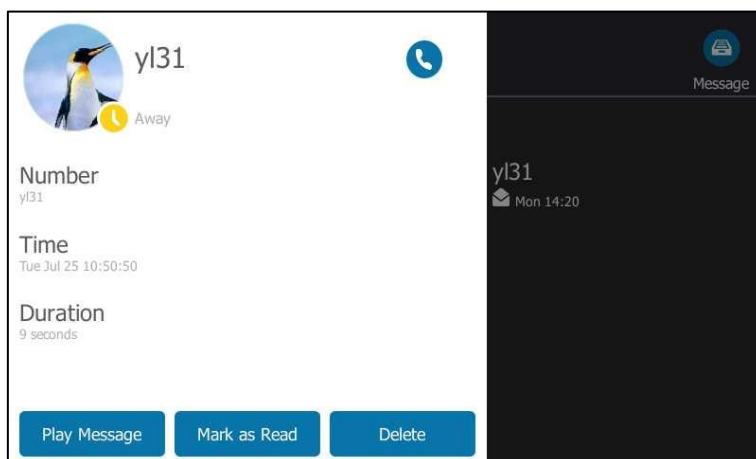 yl31
Away
Number
yl31
Time
Tue Jul 25 10:50:50
Duration
9 seconds
Play Message
Mark as Read
Delete
Message
yl31
Mon 14:20